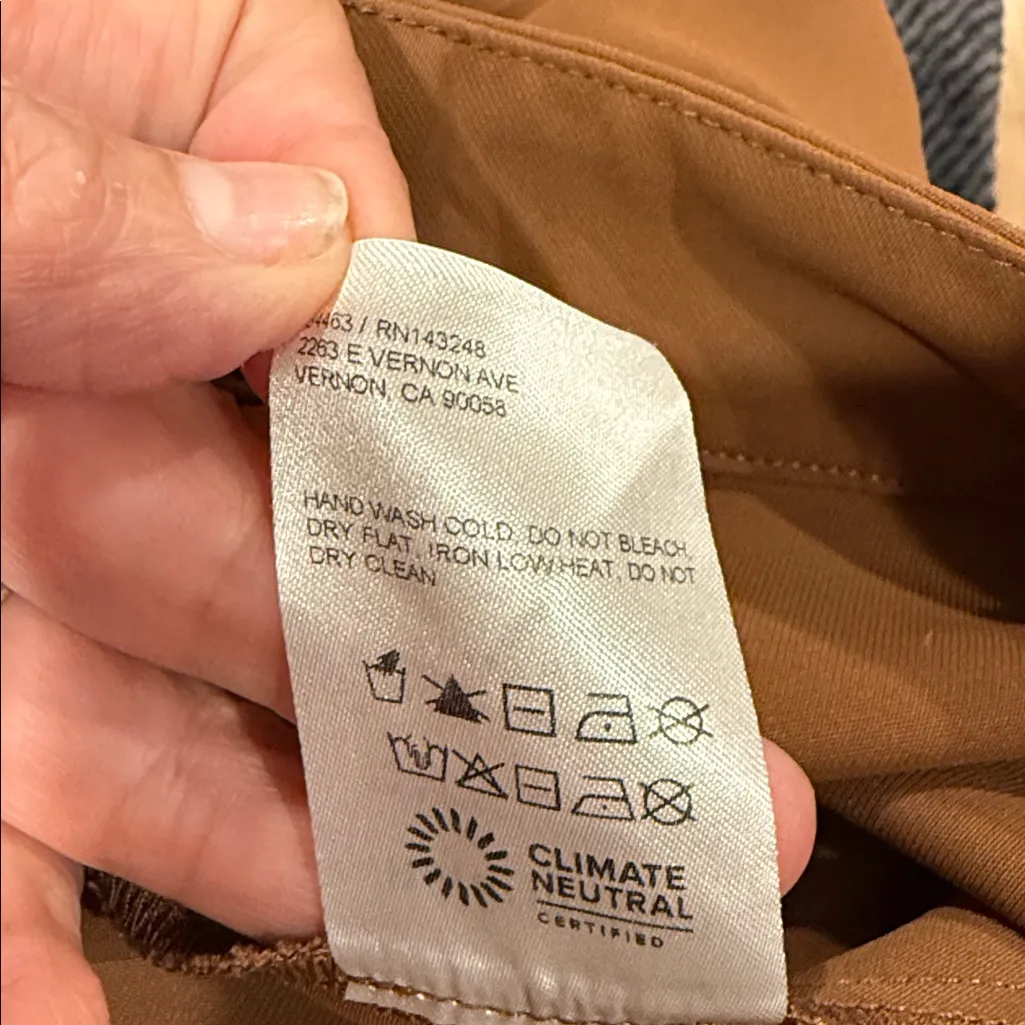 RN143248
2263 E VERNON AVE
VERNON, CA 90058
HAND WASH COLD. DO NOT BLEACH,
DRY FLAT, IRON LOW HEAT, DO NOT
DRY CLEAN
CLIMATE
NEUTRAL
CERTIFIED